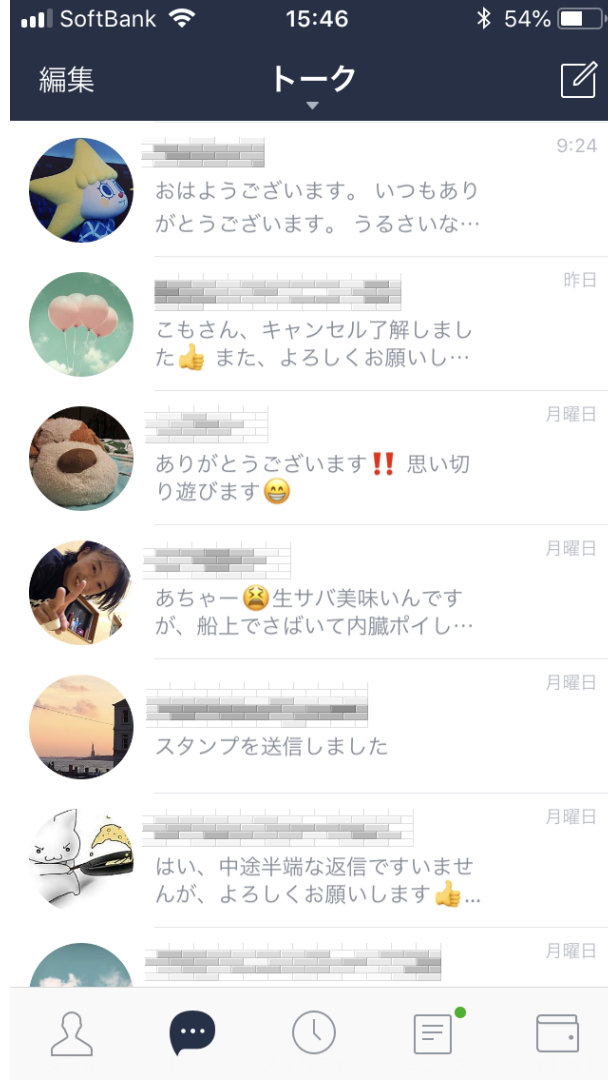 SoftBank 15:46 54%
編集 トーク
9:24
おはようございます。 いつもあり
がとうございます。 うるさいな…
昨日
こもさん、キャンセル了解しまし
た👍 また、よろしくお願いし…
月曜日
ありがとうございます‼️ 思い切
り遊びます😁
月曜日
あちゃー😫生サバ美味いんです
が、船上でさばいて内臓ポイし…
月曜日
スタンプを送信しました
月曜日
はい、中途半端な返信ですいませ
んが、よろしくお願いします👍...
月曜日